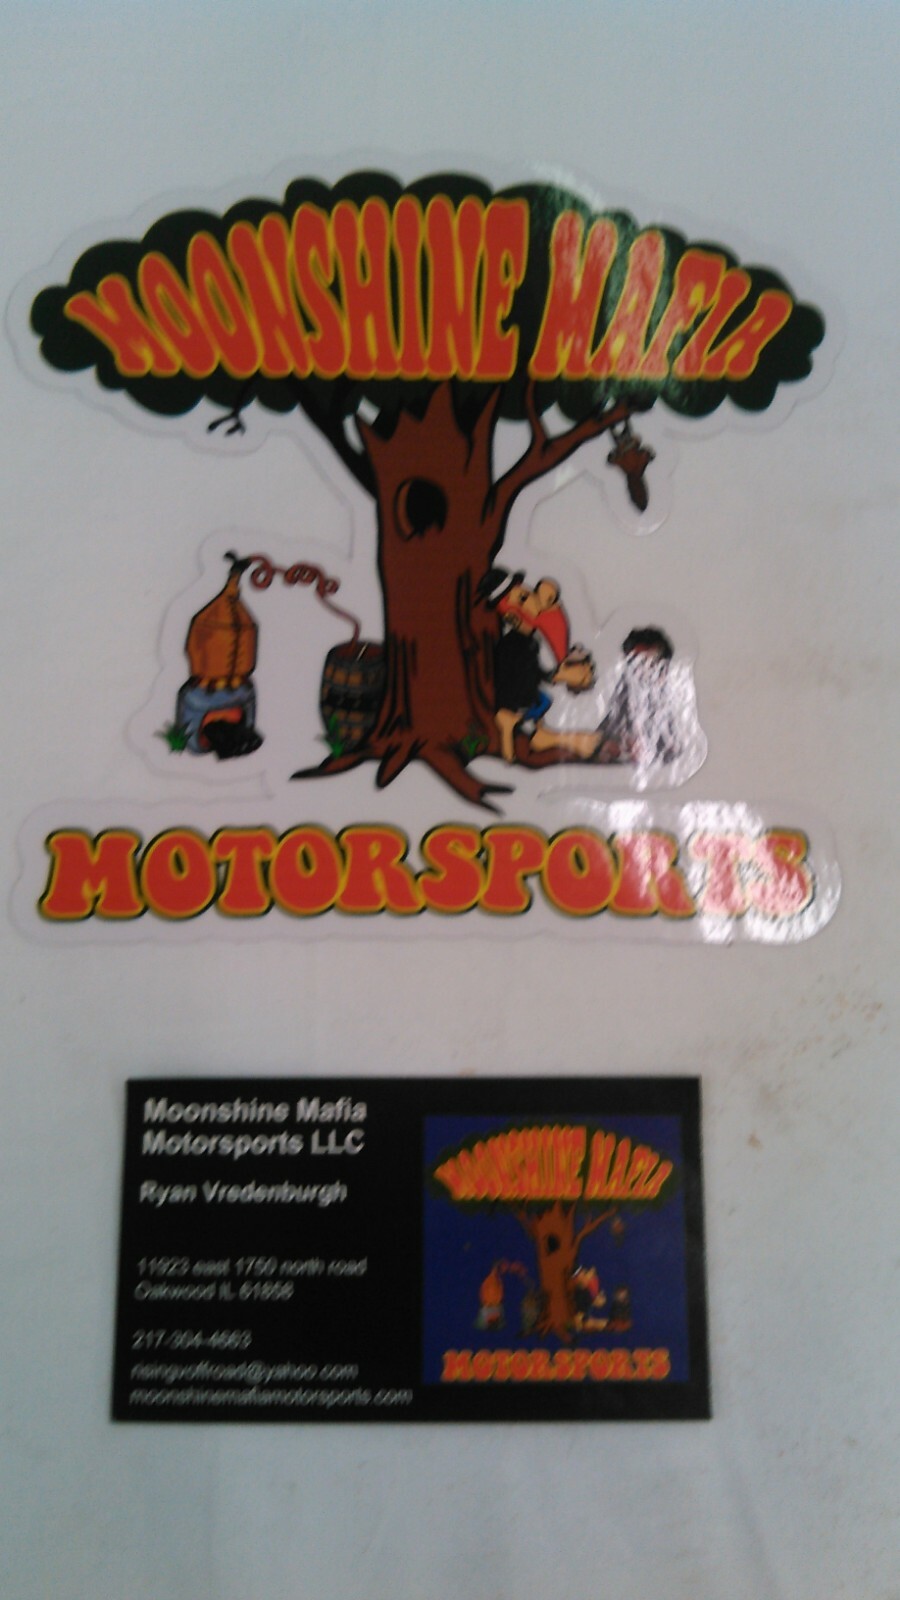 MOONSHINE MAFIA
MOTORSPORTS
Moonshine Mafia
Motorsports LLC
Ryan Vredenburgh
11923 east 1750 north road
Oakwood IL 61858
217-304-4663
risingvoffroad@yahoo.com
moonshinemafiamotorsports.com
MOONSHINE MAFIA
MOTORSPORTS